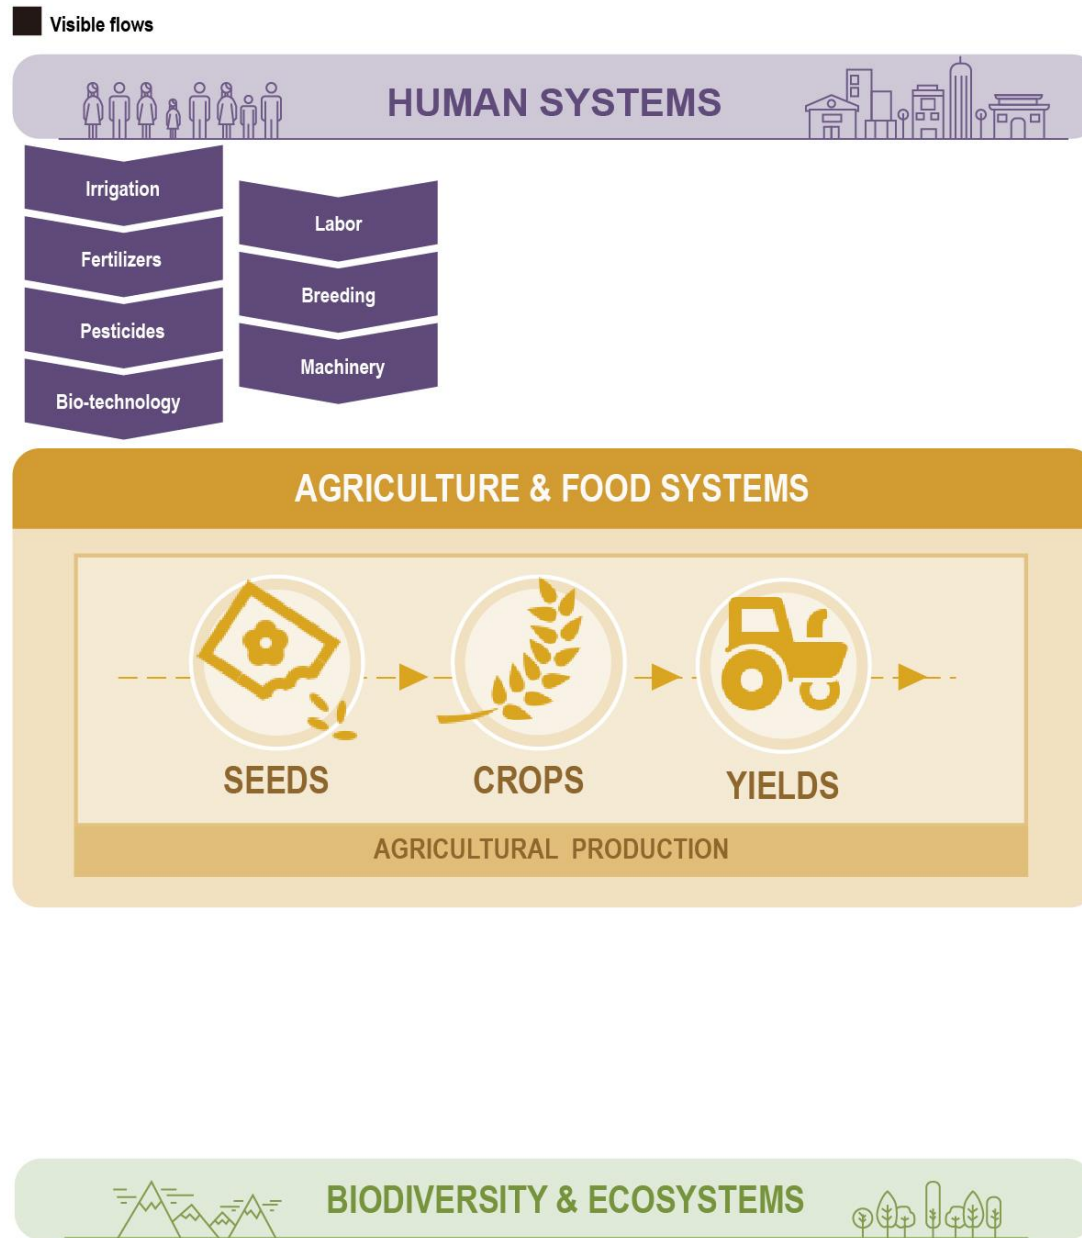 Visible flows
HUMAN SYSTEMS
Irrigation
Fertilizers
Pesticides
Bio-technology
Labor
Breeding
Machinery
AGRICULTURE & FOOD SYSTEMS
SEEDS
CROPS
YIELDS
AGRICULTURAL PRODUCTION
BIODIVERSITY & ECOSYSTEMS